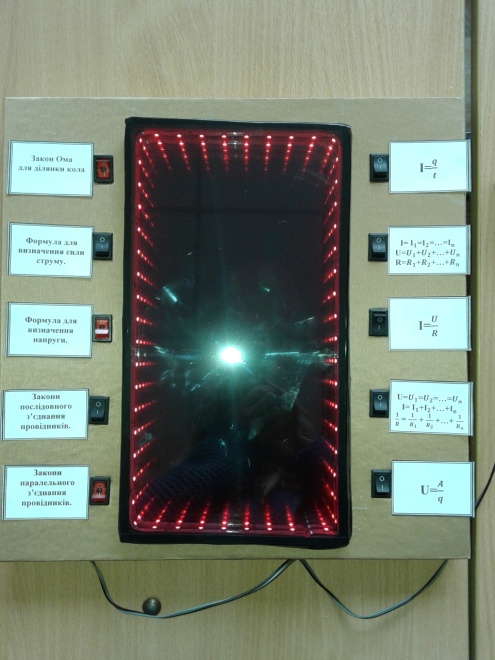 Закон Ома
для ділянки кола
Формула для
визначення сили
струму.
Формула для
визначення
напруги.
Закони
послідовного
з'єднання
провідників.
Закони
паралельного
з'єднання
провідників.
I=q/t
I= I₁=I₂=…=Iₙ
U=U₁+U₂+…+Uₙ
R=R₁+R₂+…+Rₙ
I=U/R
U=U₁=U₂=…=Uₙ
I= I₁+I₂+…+Iₙ
1/R=1/R₁+1/R₂+…+1/Rₙ
U=A/q